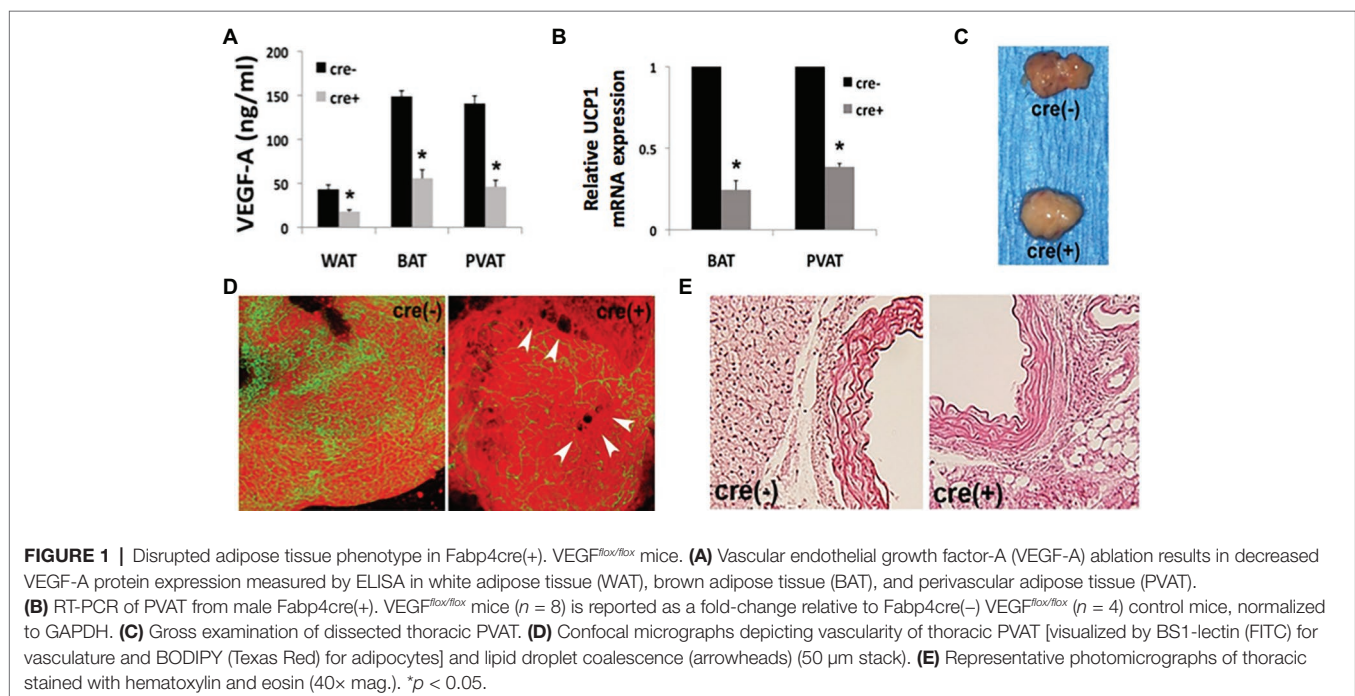 A
VEGF-A (ng/ml)
200
150
100
50
0
cre-
cre+
*
*
*
WAT BAT PVAT
B
Relative UCP1
mRNA expression
1
0.5
0
cre-
cre+
*
*
BAT PVAT
C
cre(-)
cre(+)
D
cre(-)
cre(+)
E
cre(-)
cre(+)
FIGURE 1 | Disrupted adipose tissue phenotype in Fabp4cre(+). VEGFflox/flox mice. (A) Vascular endothelial growth factor-A (VEGF-A) ablation results in decreased
VEGF-A protein expression measured by ELISA in white adipose tissue (WAT), brown adipose tissue (BAT), and perivascular adipose tissue (PVAT).
(B) RT-PCR of PVAT from male Fabp4cre(+). VEGFflox/flox mice (n = 8) is reported as a fold-change relative to Fabp4cre(−) VEGFflox/flox (n = 4) control mice, normalized
to GAPDH. (C) Gross examination of dissected thoracic PVAT. (D) Confocal micrographs depicting vascularity of thoracic PVAT [visualized by BS1-lectin (FITC) for
vasculature and BODIPY (Texas Red) for adipocytes] and lipid droplet coalescence (arrowheads) (50 μm stack). (E) Representative photomicrographs of thoracic
stained with hematoxylin and eosin (40× mag.). *p < 0.05.